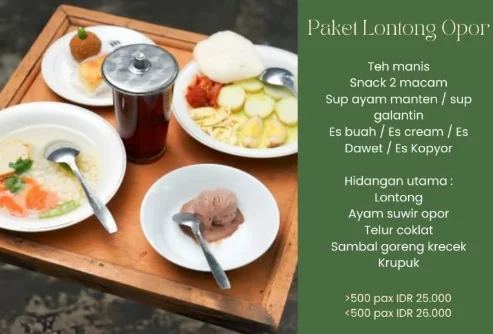 Paket Lontong Opor
Teh manis
Snack 2 macam
Sup ayam manten / sup
galantin
Es buah / Es cream / Es
Dawet / Es Kopyor
Hidangan utama :
Lontong
Ayam suwir opor
Telur coklat
Sambal goreng krecek
Krupuk
>500 pax IDR 25.000
<500 pax IDR 26.000